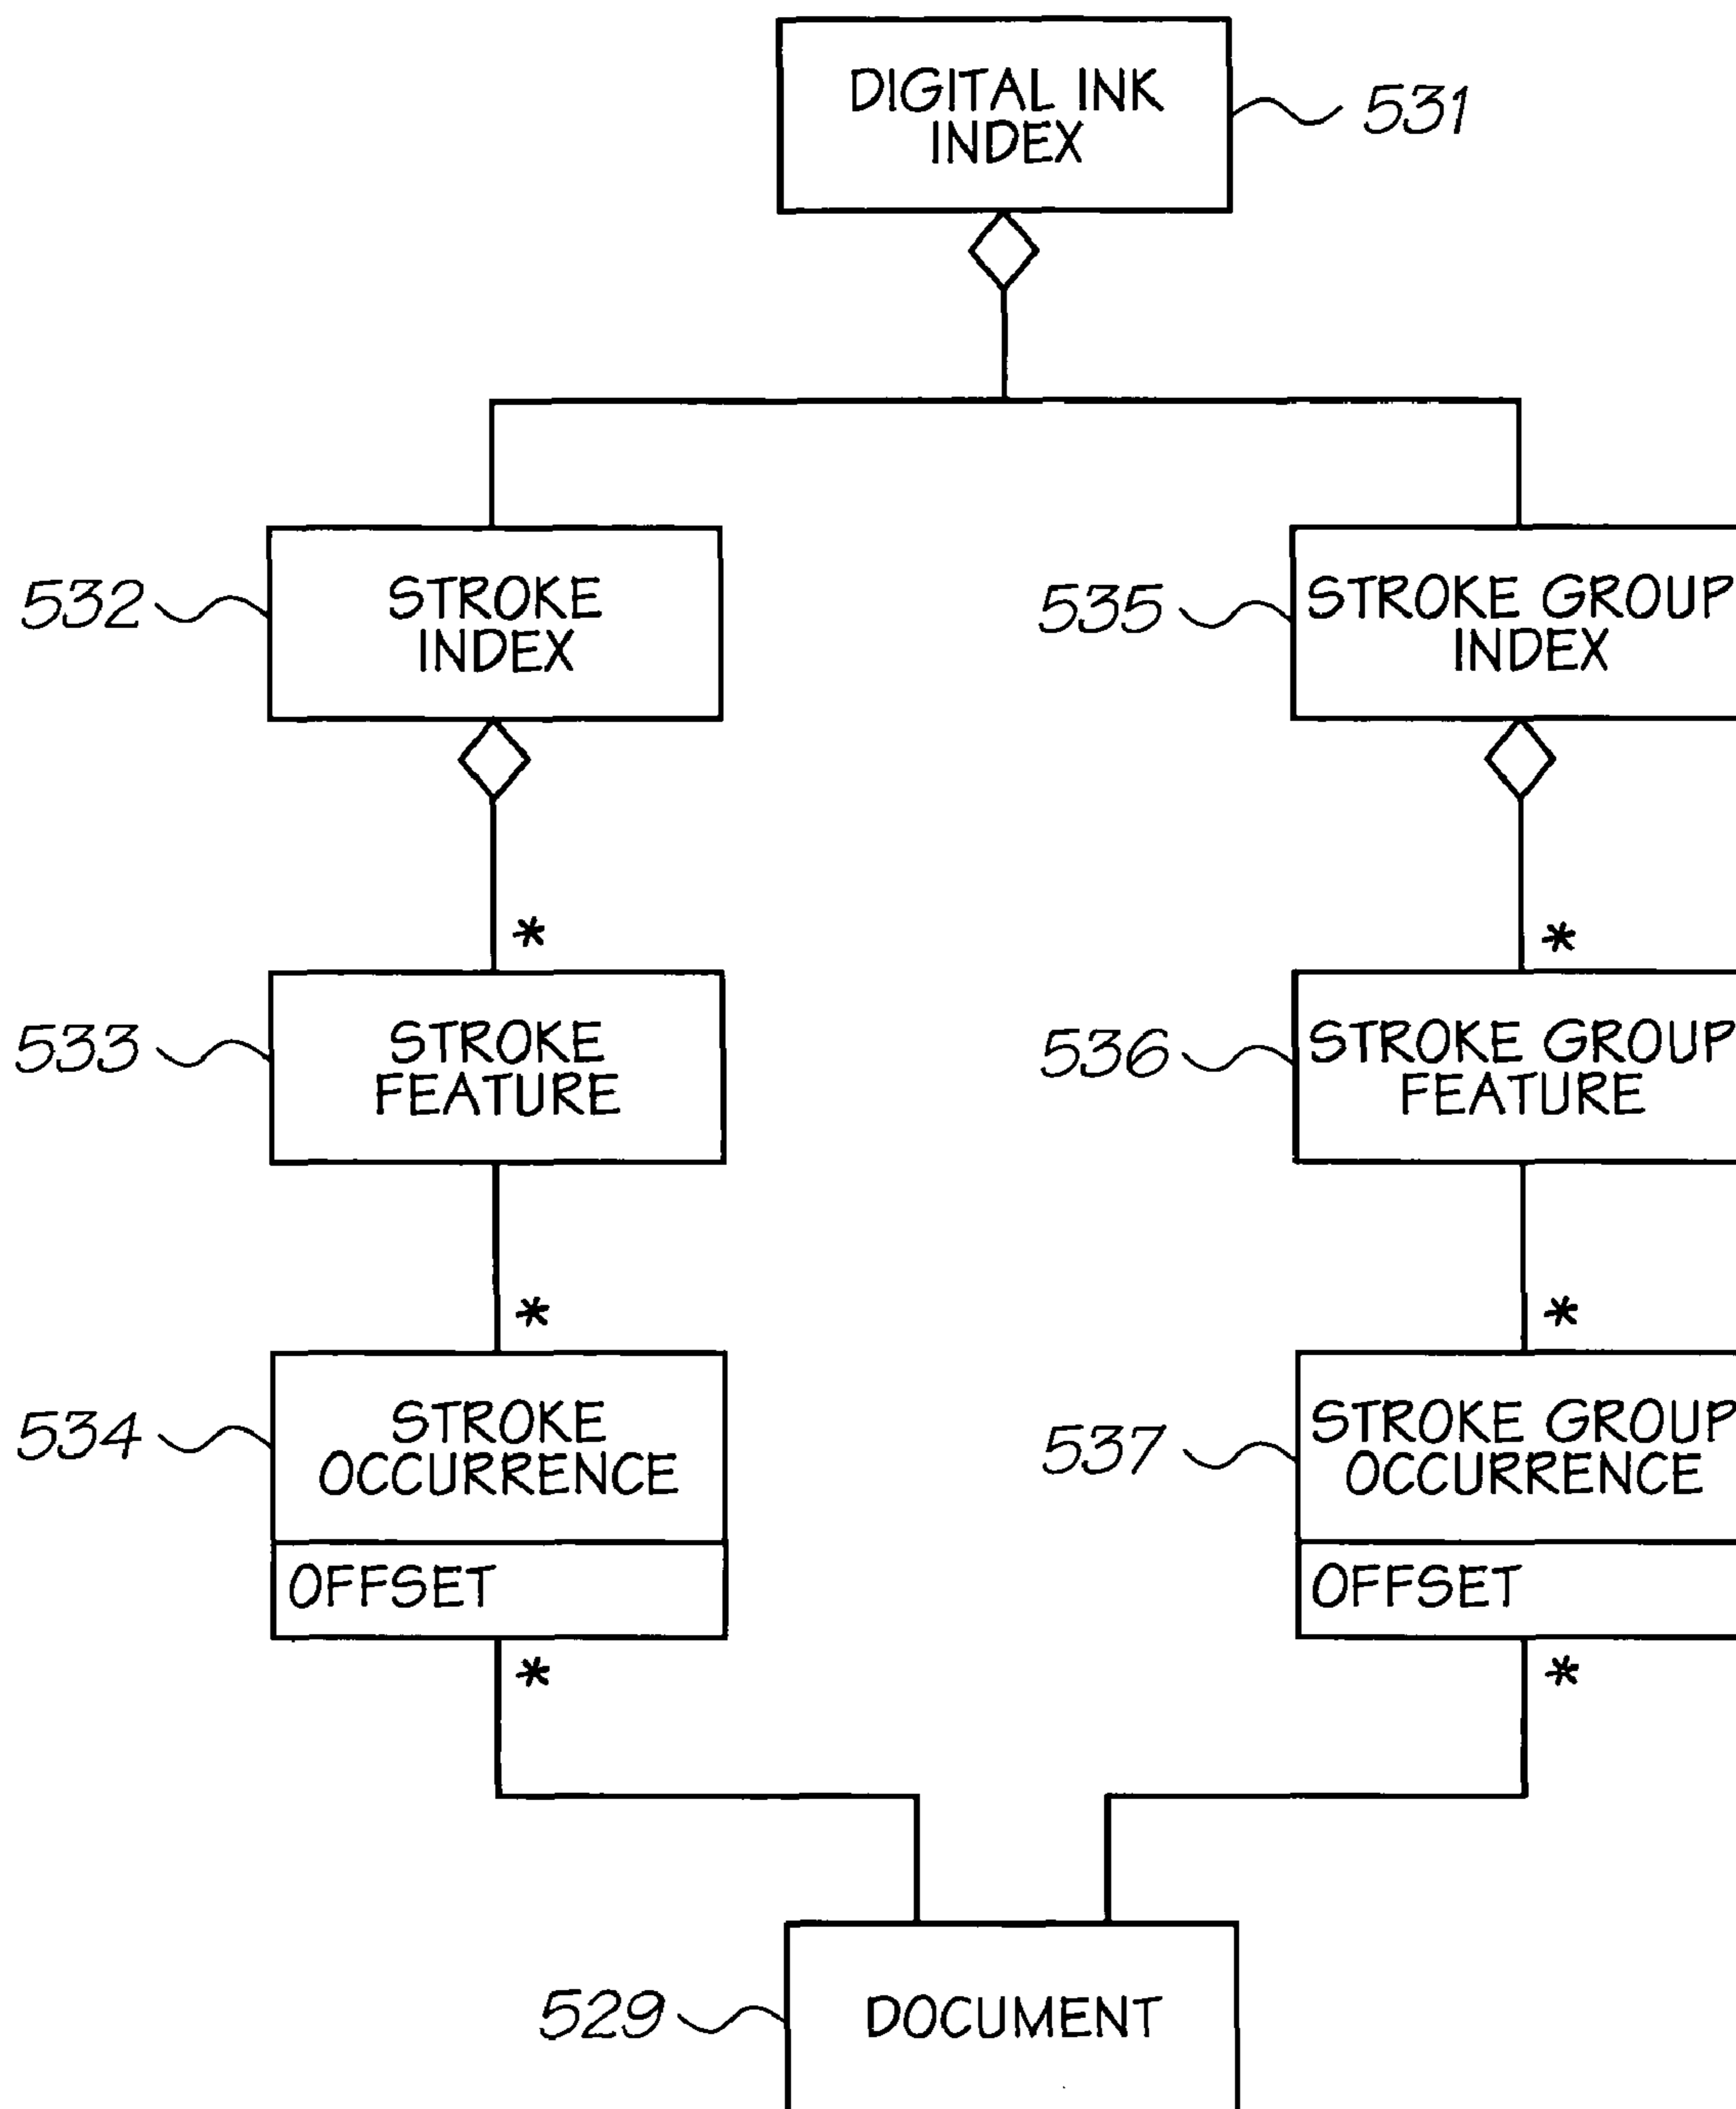 DIGITAL INK
INDEX
531
532
STROKE
INDEX
535
STROKE GROUP
INDEX
*
*
533
STROKE
FEATURE
536
STROKE GROUP
FEATURE
*
*
534
STROKE
OCCURRENCE
OFFSET
537
STROKE GROUP
OCCURRENCE
OFFSET
*
*
529
DOCUMENT